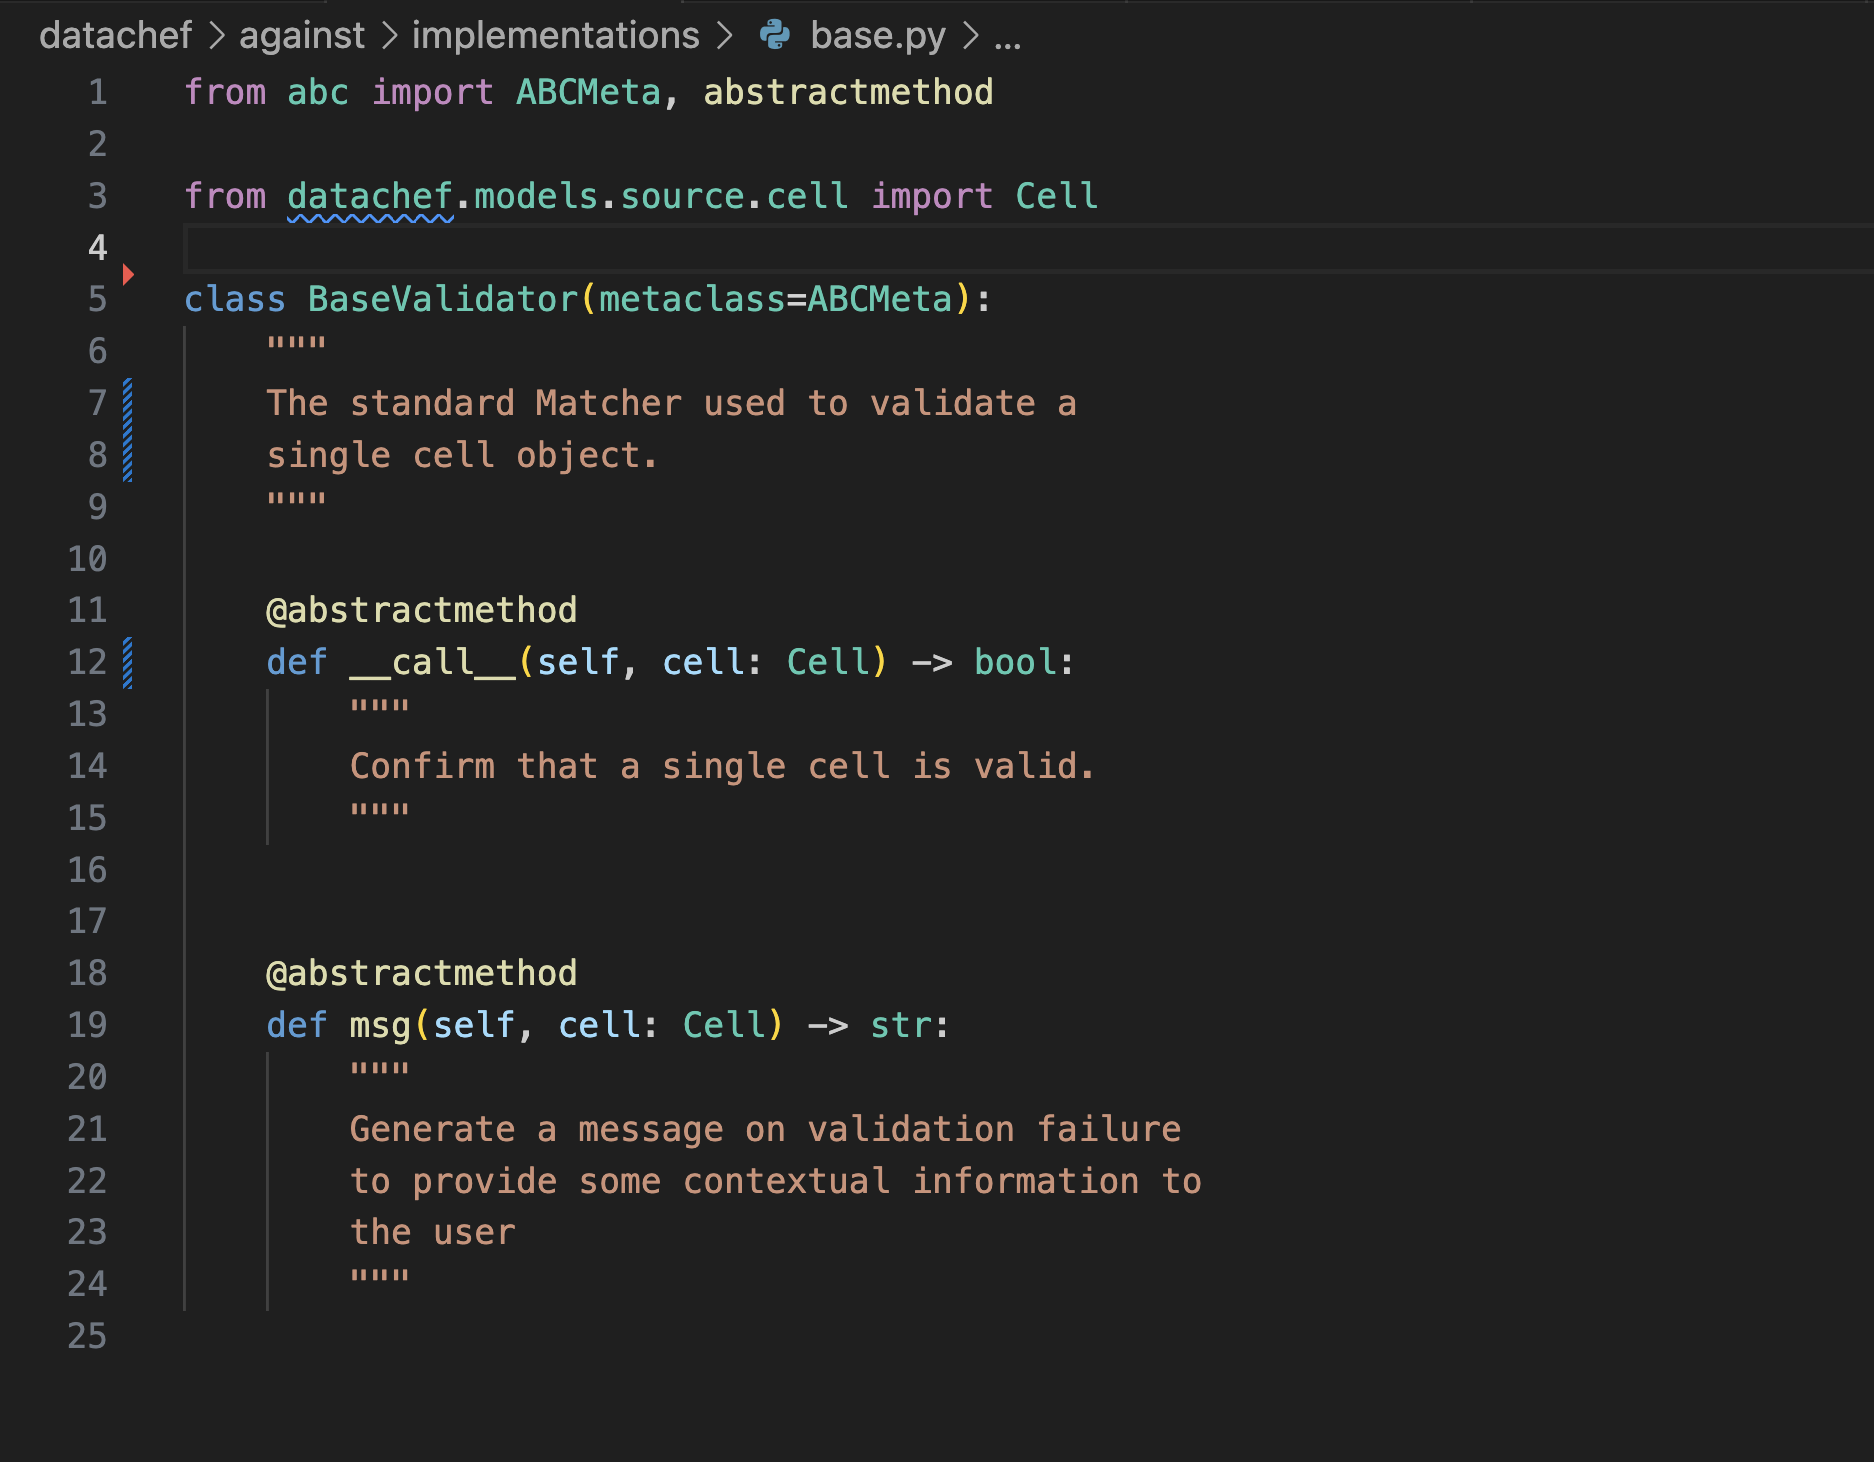 datachef > against > implementations > base.py > ...
1 from abc import ABCMeta, abstractmethod
2
3 from datachef.models.source.cell import Cell
4
5 class BaseValidator(metaclass=ABCMeta):
6     """
7     The standard Matcher used to validate a
8     single cell object.
9     """
10
11     @abstractmethod
12     def __call__(self, cell: Cell) -> bool:
13         """
14         Confirm that a single cell is valid.
15         """
16
17
18     @abstractmethod
19     def msg(self, cell: Cell) -> str:
20         """
21         Generate a message on validation failure
22         to provide some contextual information to
23         the user
24         """
25